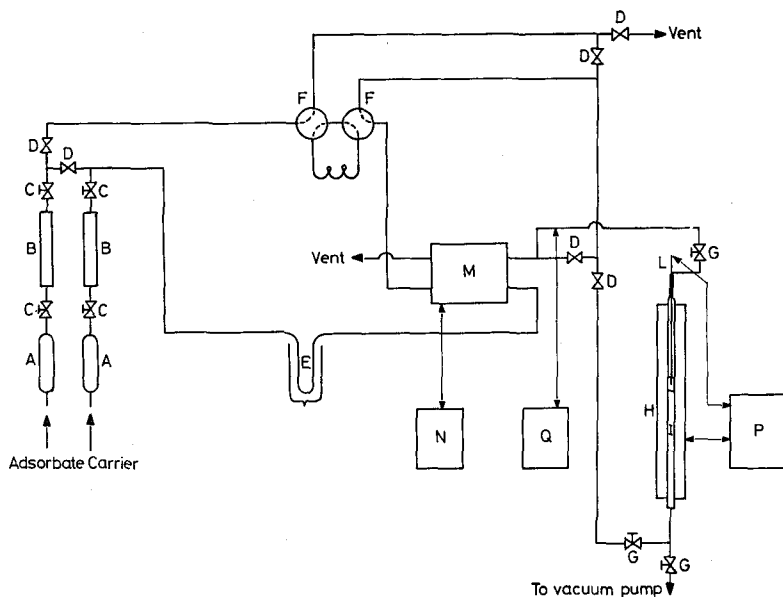 D
Vent
D
F
F
D
D
C
C
B
B
D
G
Vent
M
L
D
C
C
A
A
E
H
I
N
Q
P
Adsorbate Carrier
G
G
To vacuum pump